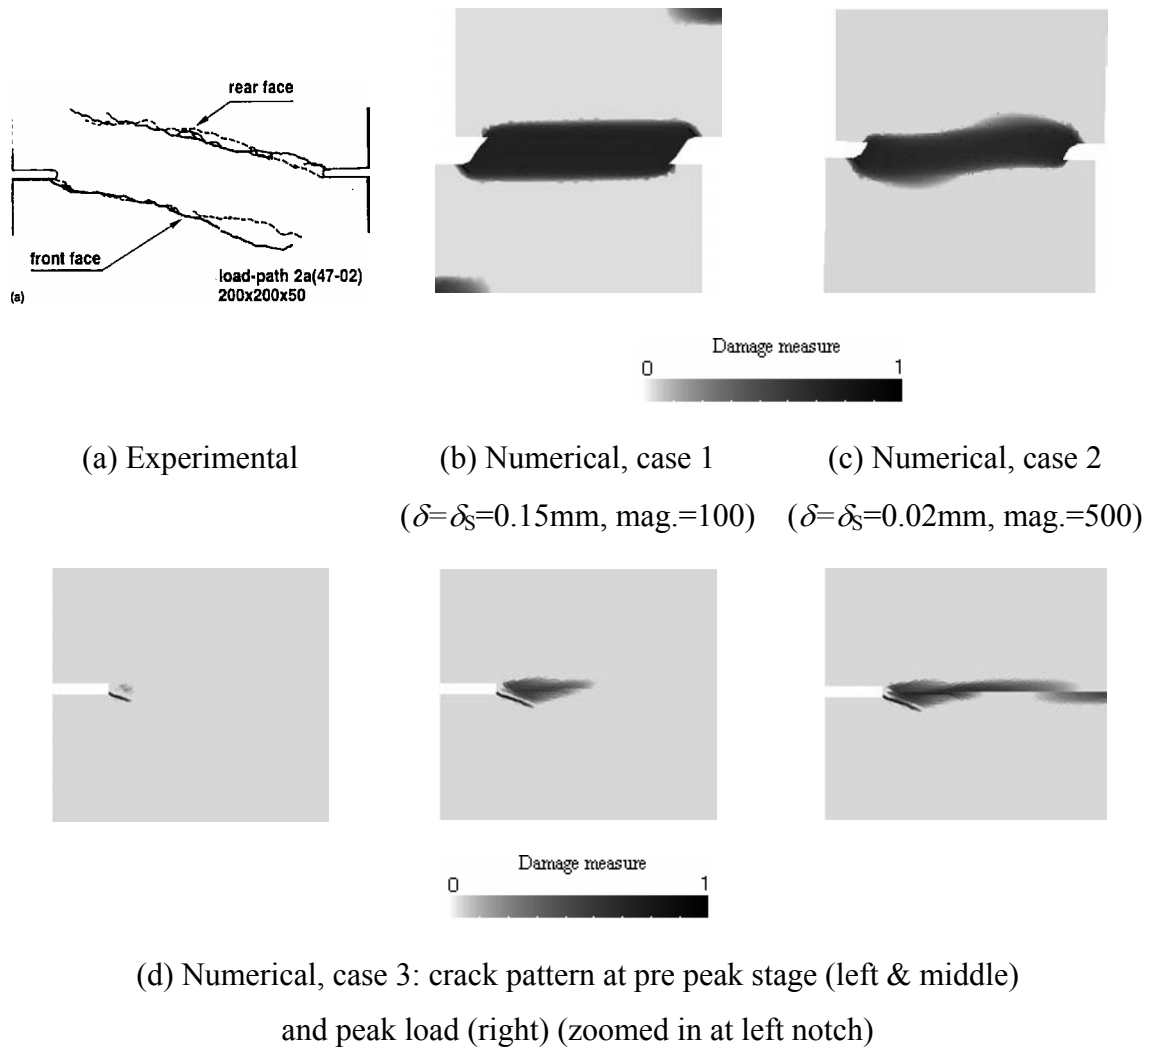 rear face
front face
load-path 2a(47-02)
200x200x50
(a)
Damage measure
0 1
(a) Experimental
(b) Numerical, case 1
(c) Numerical, case 2
(δ=δS=0.15mm, mag.=100)
(δ=δS=0.02mm, mag.=500)
Damage measure
0 1
(d) Numerical, case 3: crack pattern at pre peak stage (left & middle)
and peak load (right) (zoomed in at left notch)